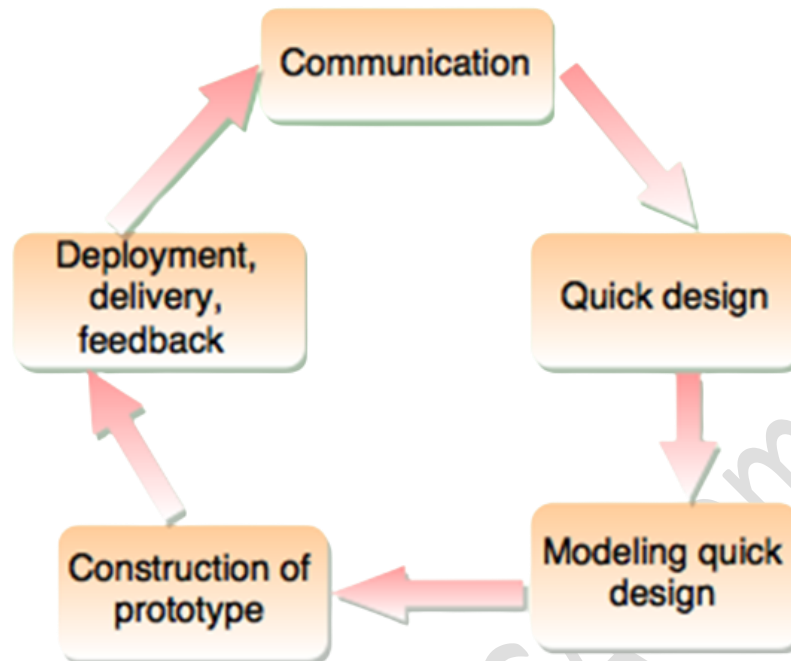 Communication
Quick design
Modeling quick
design
Construction of
prototype
Deployment,
delivery,
feedback